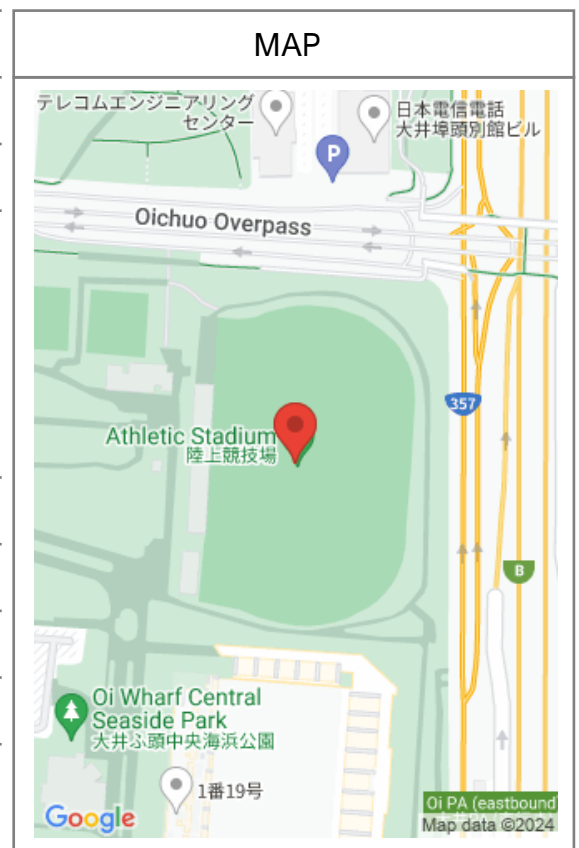 MAP
テレコムエンジニアリング
センター
日本電信電話
大井埠頭別館ビル
P
Oichuo Overpass
357
Athletic Stadium
陸上競技場
B
Oi Wharf Central
Seaside Park
大井ふ頭中央海浜公園
1番19号
Google
Oi PA (eastbound
Map data ©2024